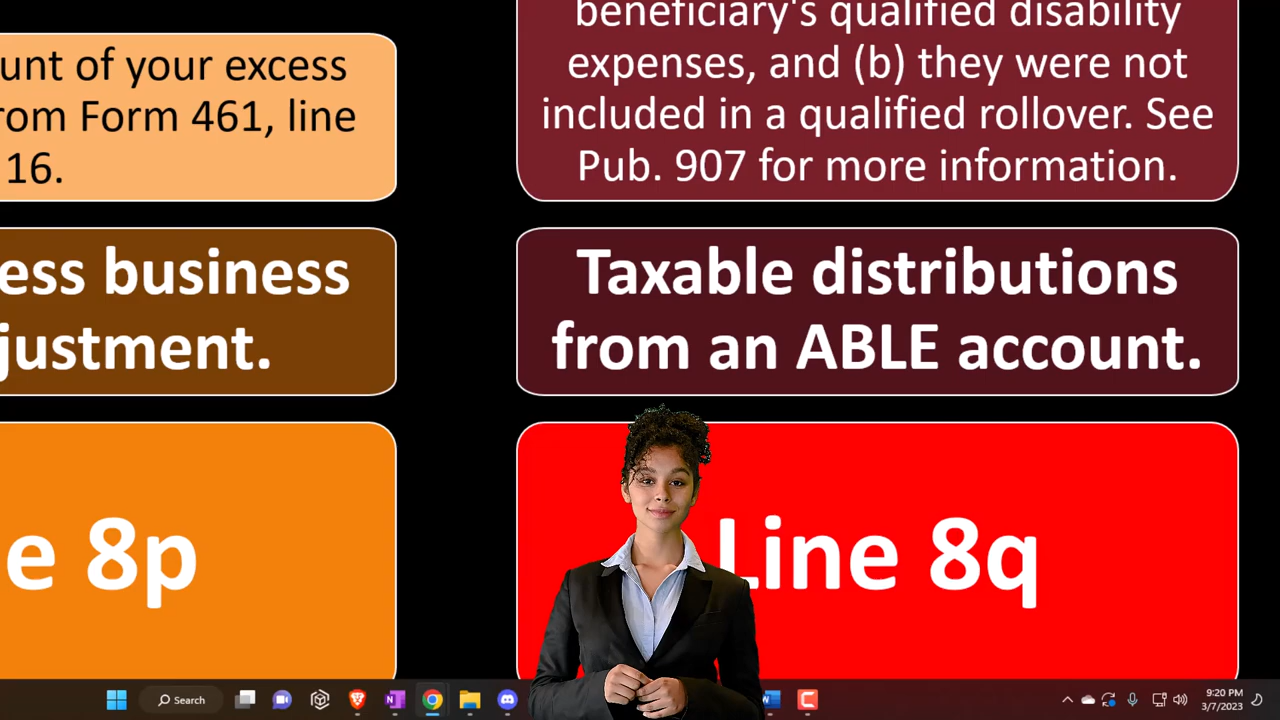 unt of your excess
rom Form 461, line
16.
ess business
justment.
e 8p
beneficiary's qualified disability
expenses, and (b) they were not
included in a qualified rollover. See
Pub. 907 for more information.
Taxable distributions
from an ABLE account.
Line 8q
Search
9:20 PM
3/7/2023